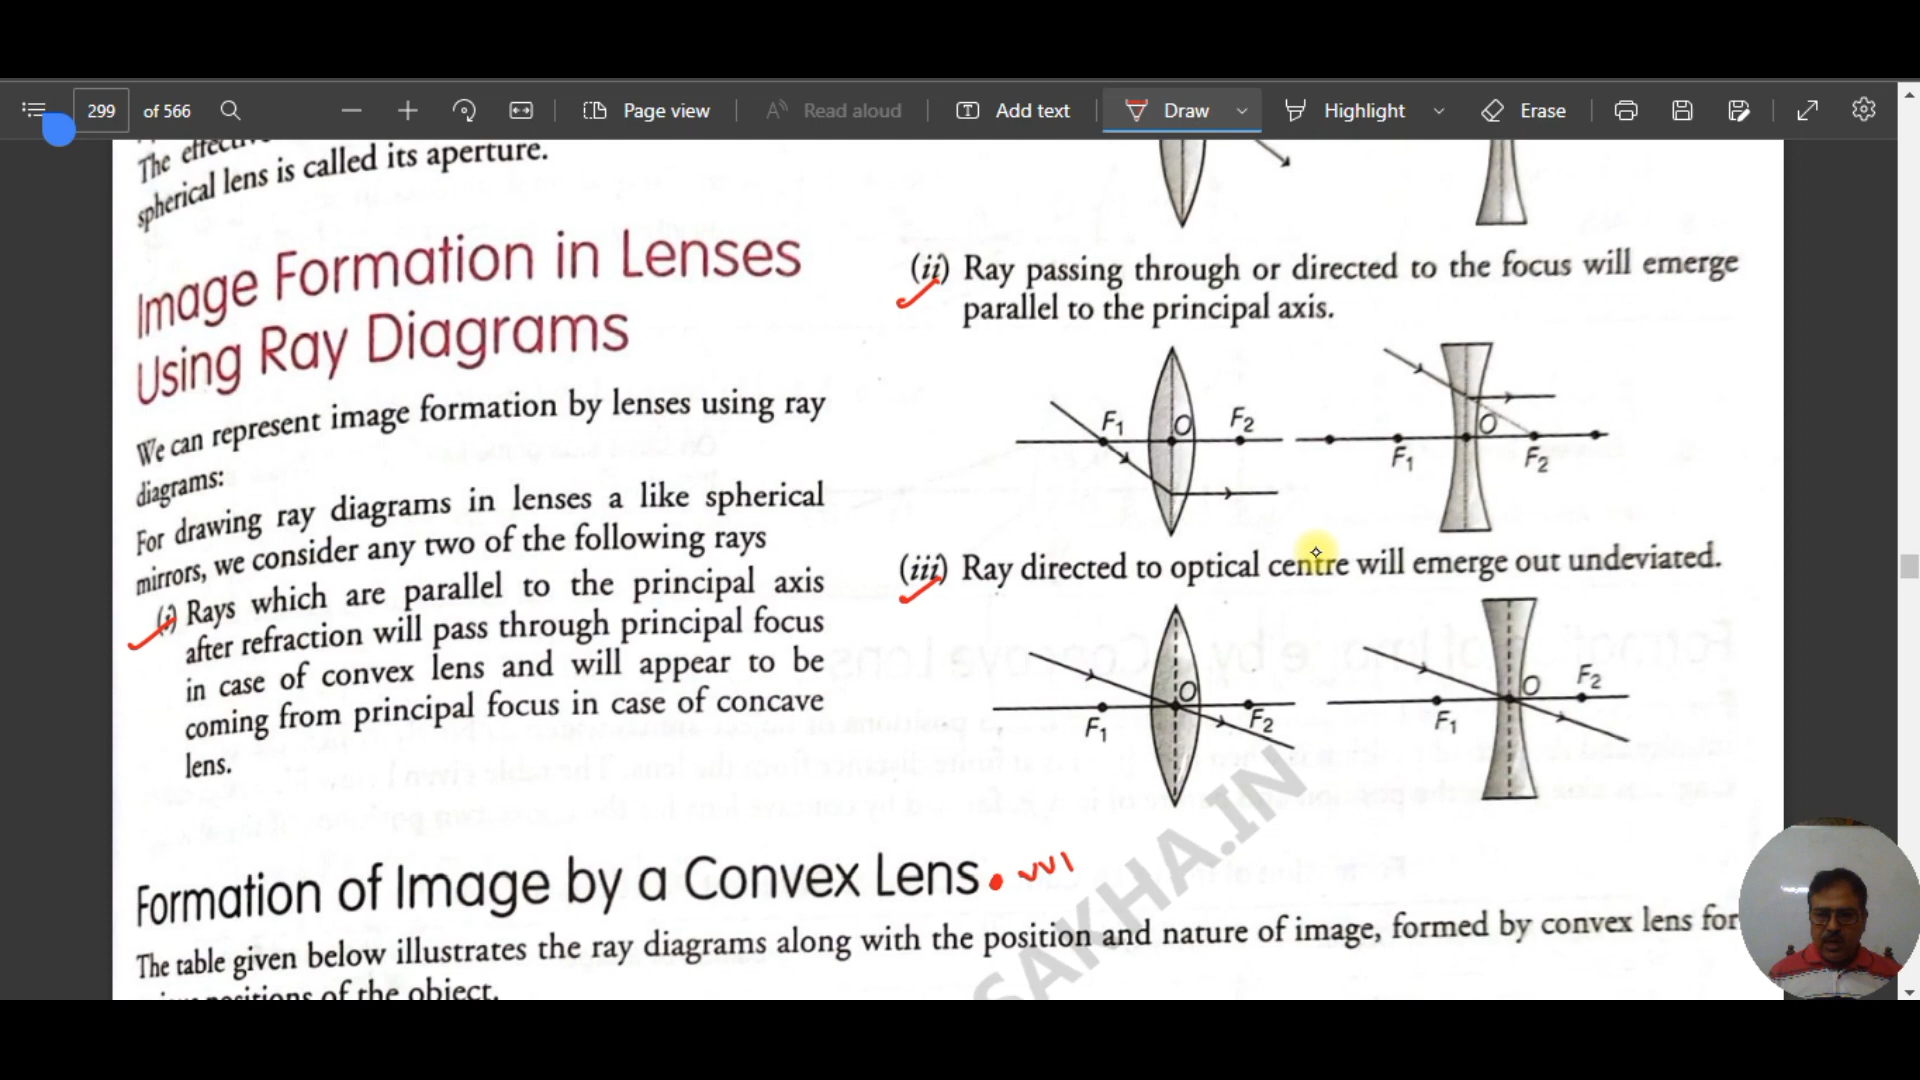 299 of 566
Page view
Read aloud
Add text
Draw
Highlight
Erase
The
spherical lens is called its aperture.
Image Formation in Lenses
Using Ray Diagrams
We can represent image formation by lenses using ray
diagrams:
For drawing ray diagrams in lenses a like spherical
mirrors, we consider any two of the following rays
(i) Rays which are parallel to the principal axis
after refraction will pass through principal focus
in case of convex lens and will appear to be
coming from principal focus in case of concave
lens.
(ii) Ray passing through or directed to the focus will emerge
parallel to the principal axis.
F1 O F2
F1 O F2
(iii) Ray directed to optical centre will emerge out undeviated.
F1 O F2
F1 O F2
Formation of Image by a Convex Lens
VVI
The table given below illustrates the ray diagrams along with the position and nature of image, formed by convex lens for
positions of the object.
SAKHA.IN